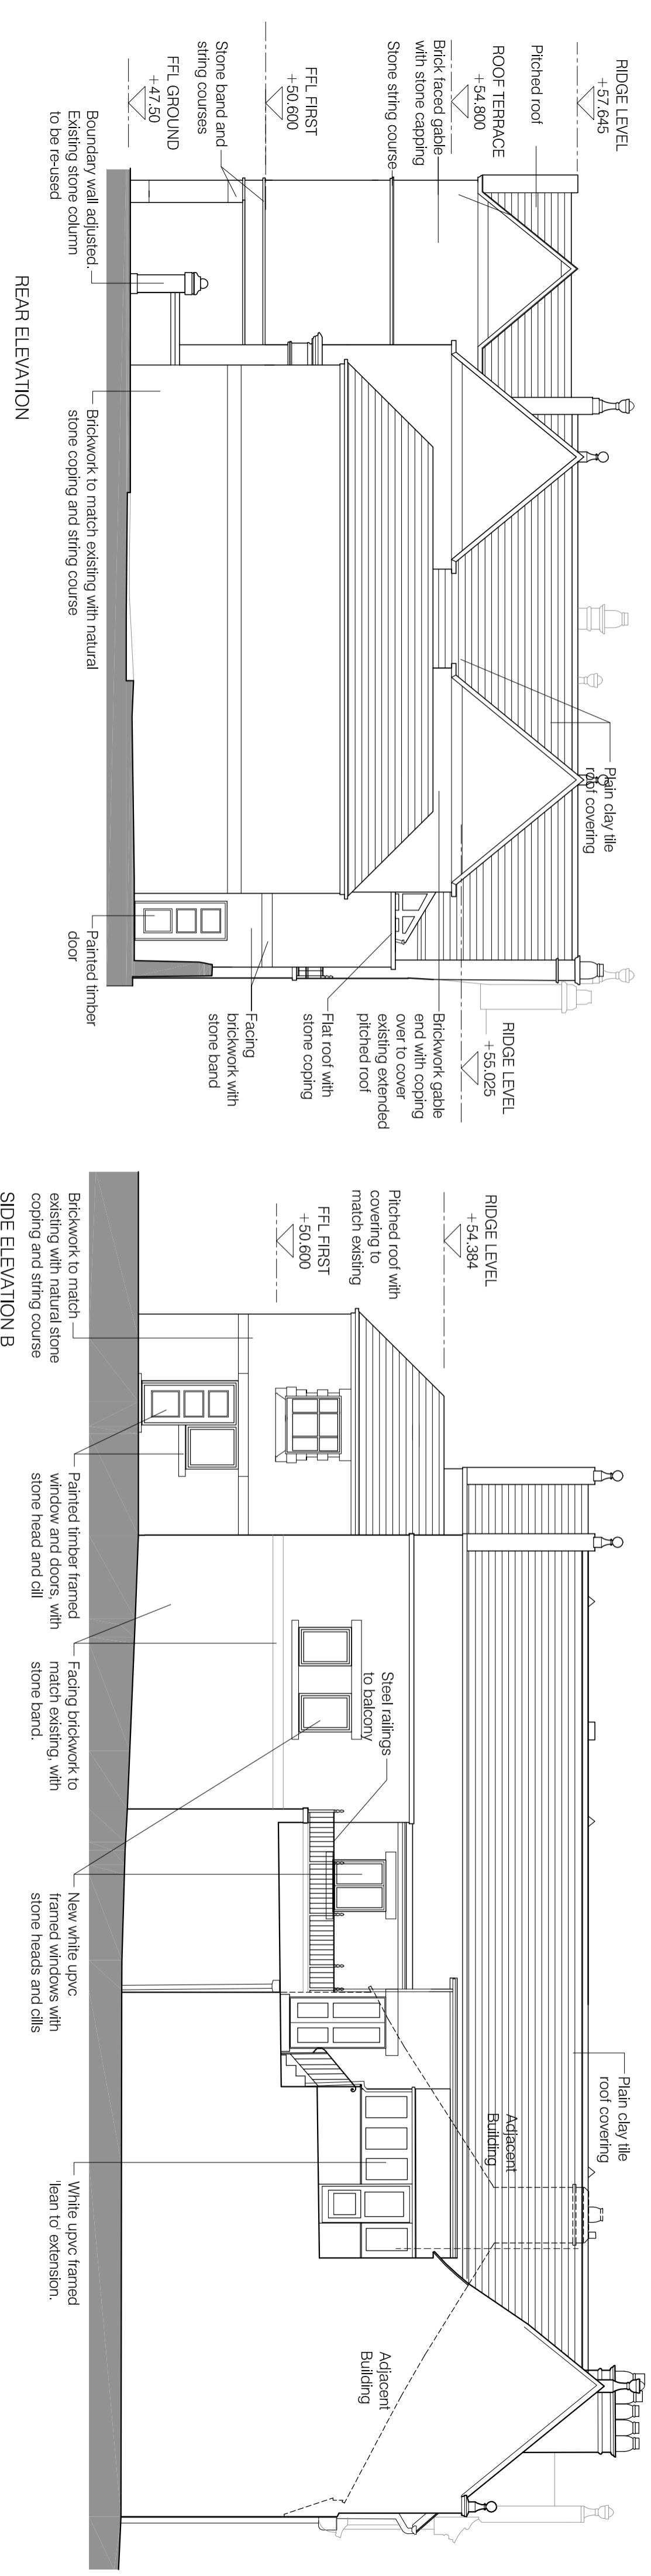 RIDGE LEVEL
+57.645
Pitched roof
ROOF TERRACE
+54.800
Brick faced gable
with stone capping
Stone string course
FFL FIRST
+50.600
Stone band and
string courses
FFL GROUND
+47.50
Boundary wall adjusted.
Existing stone column
to be re-used
Brickwork to match existing with natural
stone coping and string course
Plain clay tile
roof covering
Painted timber
door
Facing
brickwork with
stone band
Flat roof with
stone coping
Brickwork gable
end with coping
over to cover
existing extended
pitched roof
RIDGE LEVEL
+55.025
REAR ELEVATION
RIDGE LEVEL
+54.384
Pitched roof with
covering to
match existing
FFL FIRST
+50.600
Brickwork to match
existing with natural stone
coping and string course
Painted timber framed
window and doors, with
stone head and cill
Facing brickwork to
match existing, with
stone band.
Steel railings
to balcony
New white upvc
framed windows with
stone heads and cills
Plain clay tile
roof covering
Adjacent
Building
White upvc framed
'lean to' extension.
Adjacent
Building
SIDE ELEVATION B